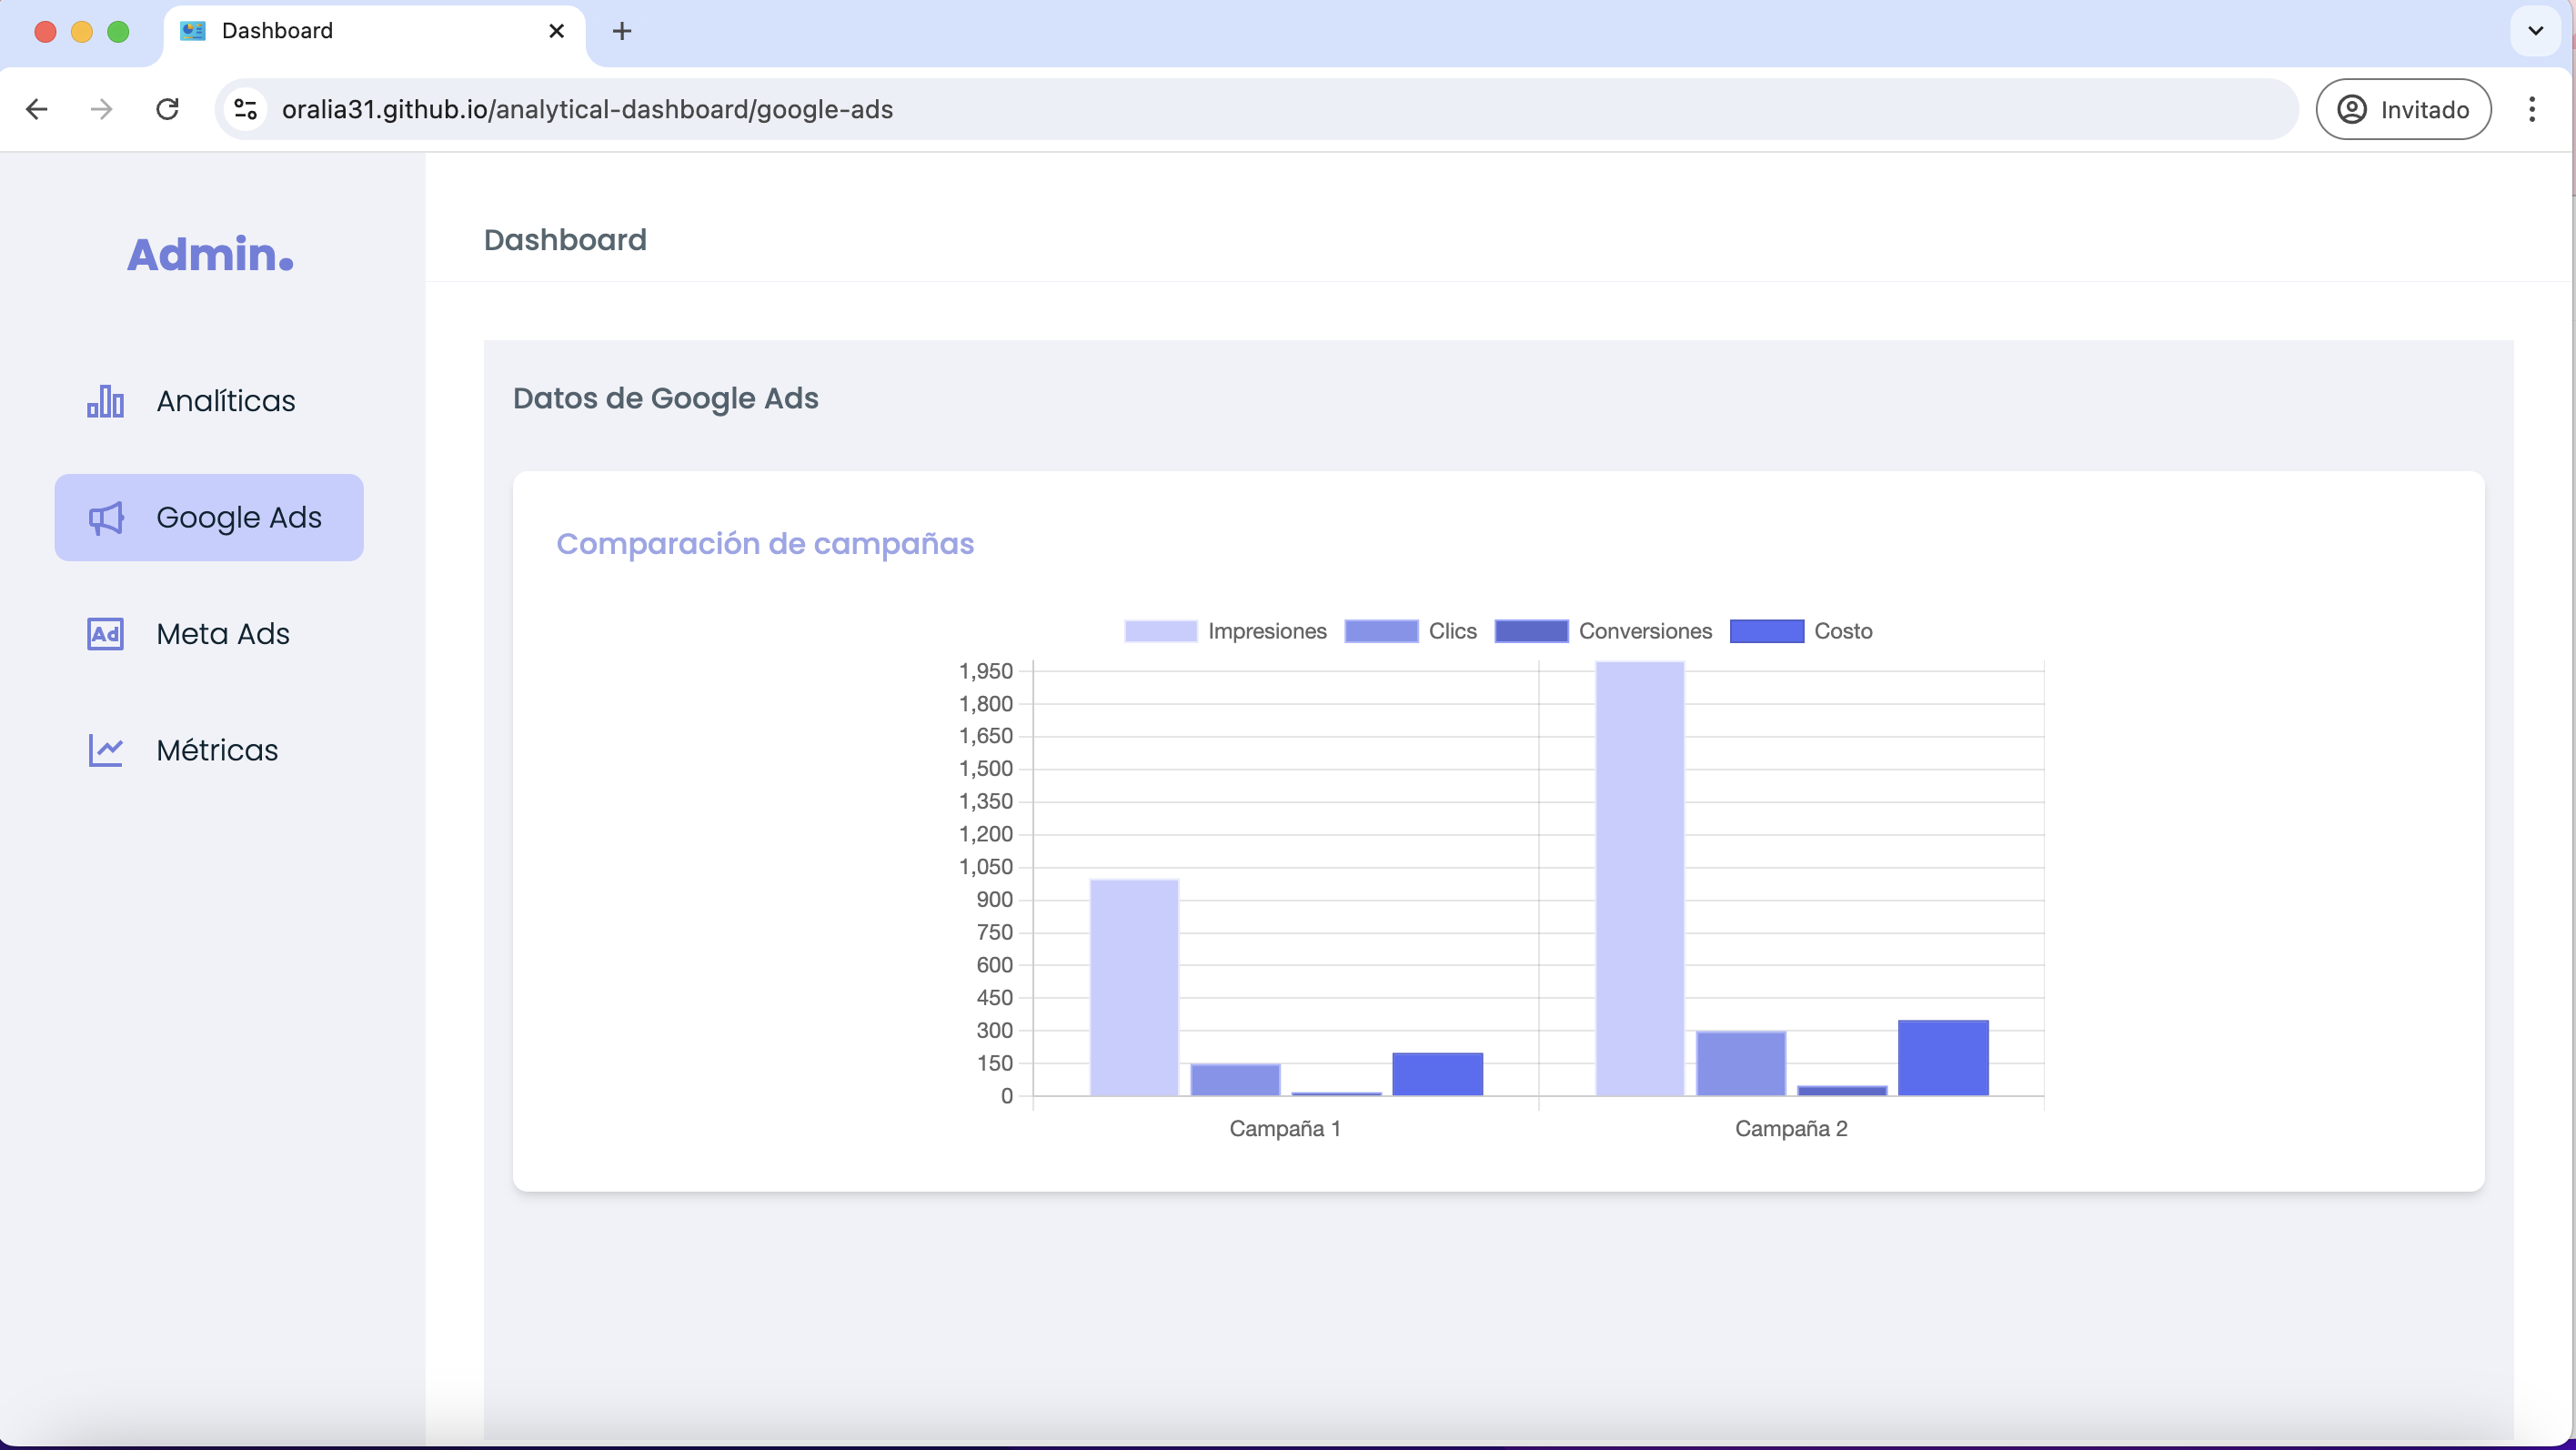 Dashboard
oralia31.github.io/analytical-dashboard/google-ads
Invitado
Admin.
Analíticas
Google Ads
Ad
Meta Ads
Métricas
Dashboard
Datos de Google Ads
Comparación de campañas
Impresiones Clics Conversiones Costo
1,950
1,800
1,650
1,500
1,350
1,200
1,050
900
750
600
450
300
150
0
Campaña 1 Campaña 2